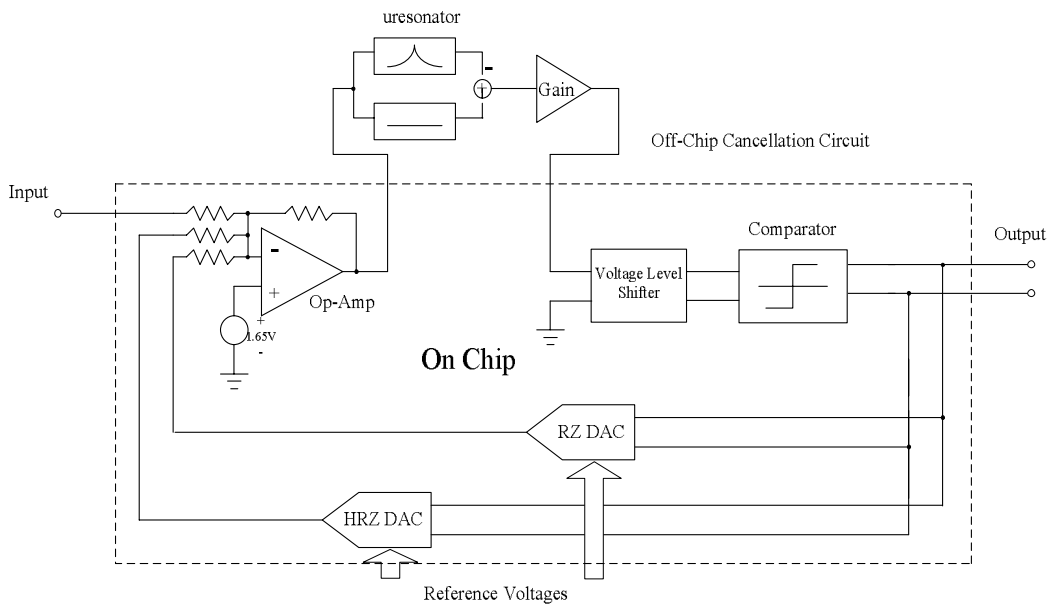 uresonator
-
+
Gain
Off-Chip Cancellation Circuit
Input
Comparator
Output
-
+
Op-Amp
Voltage Level
Shifter
+
1.65V
-
On Chip
RZ DAC
HRZ DAC
Reference Voltages